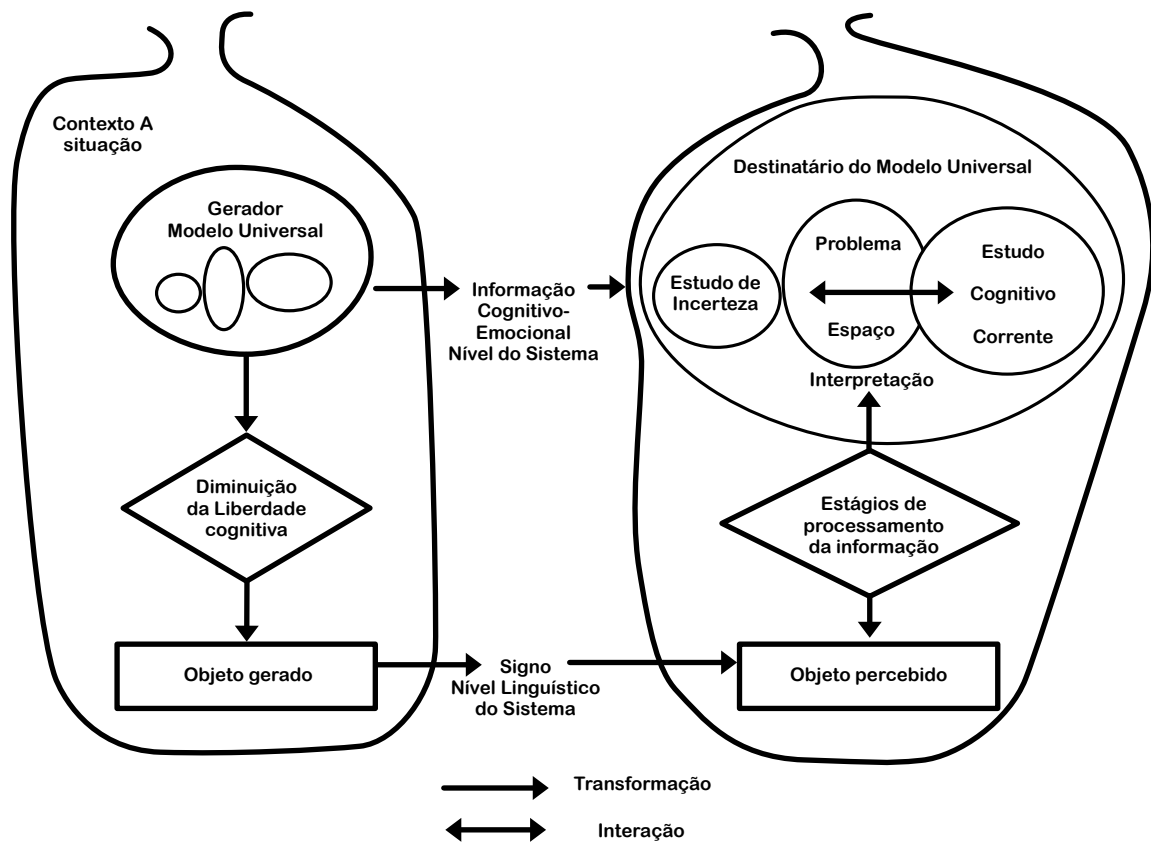 Contexto A
situação
Gerador
Modelo Universal
Diminuição
da Liberdade
cognitiva
Objeto gerado
Informação
Cognitivo-
Emocional
Nível do Sistema
Signo
Nível Linguístico
do Sistema
Destinatário do Modelo Universal
Estudo de
Incerteza
Problema
Espaço
Estudo
Cognitivo
Corrente
Interpretação
Estágios de
processamento
da informação
Objeto percebido
Transformação
Interação